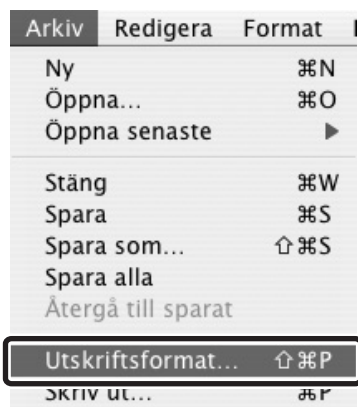 Arkiv Redigera Format
Ny ⌘N
Öppna... ⌘O
Öppna senaste ▶
Stäng ⌘W
Spara ⌘S
Spara som... ⇧⌘S
Spara alla
Återgå till sparat
Utskriftsformat... ⇧⌘P
Skriv ut... ⌘P